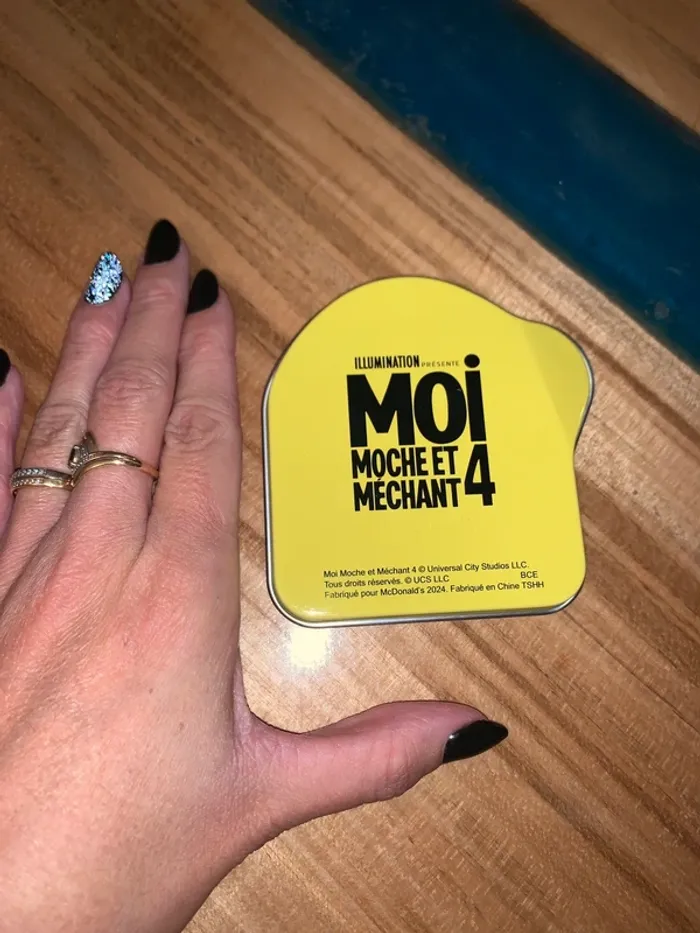 ILLUMINATION PRÉSENTE
MOI
MOCHE ET
MÉCHANT 4
Moi Moche et Méchant 4 © Universal City Studios LLC.
Tous droits réservés. © UCS LLC BCE
Fabriqué pour McDonald's 2024. Fabriqué en Chine TSHH